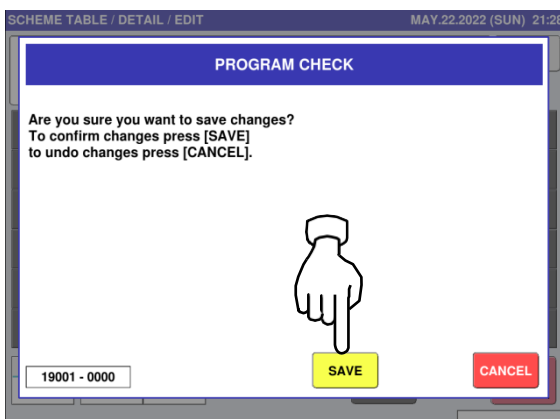 SCHEME TABLE / DETAIL / EDIT MAY.22.2022 (SUN) 21:28
PROGRAM CHECK
Are you sure you want to save changes?
To confirm changes press [SAVE]
to undo changes press [CANCEL].
19001 - 0000
SAVE
CANCEL